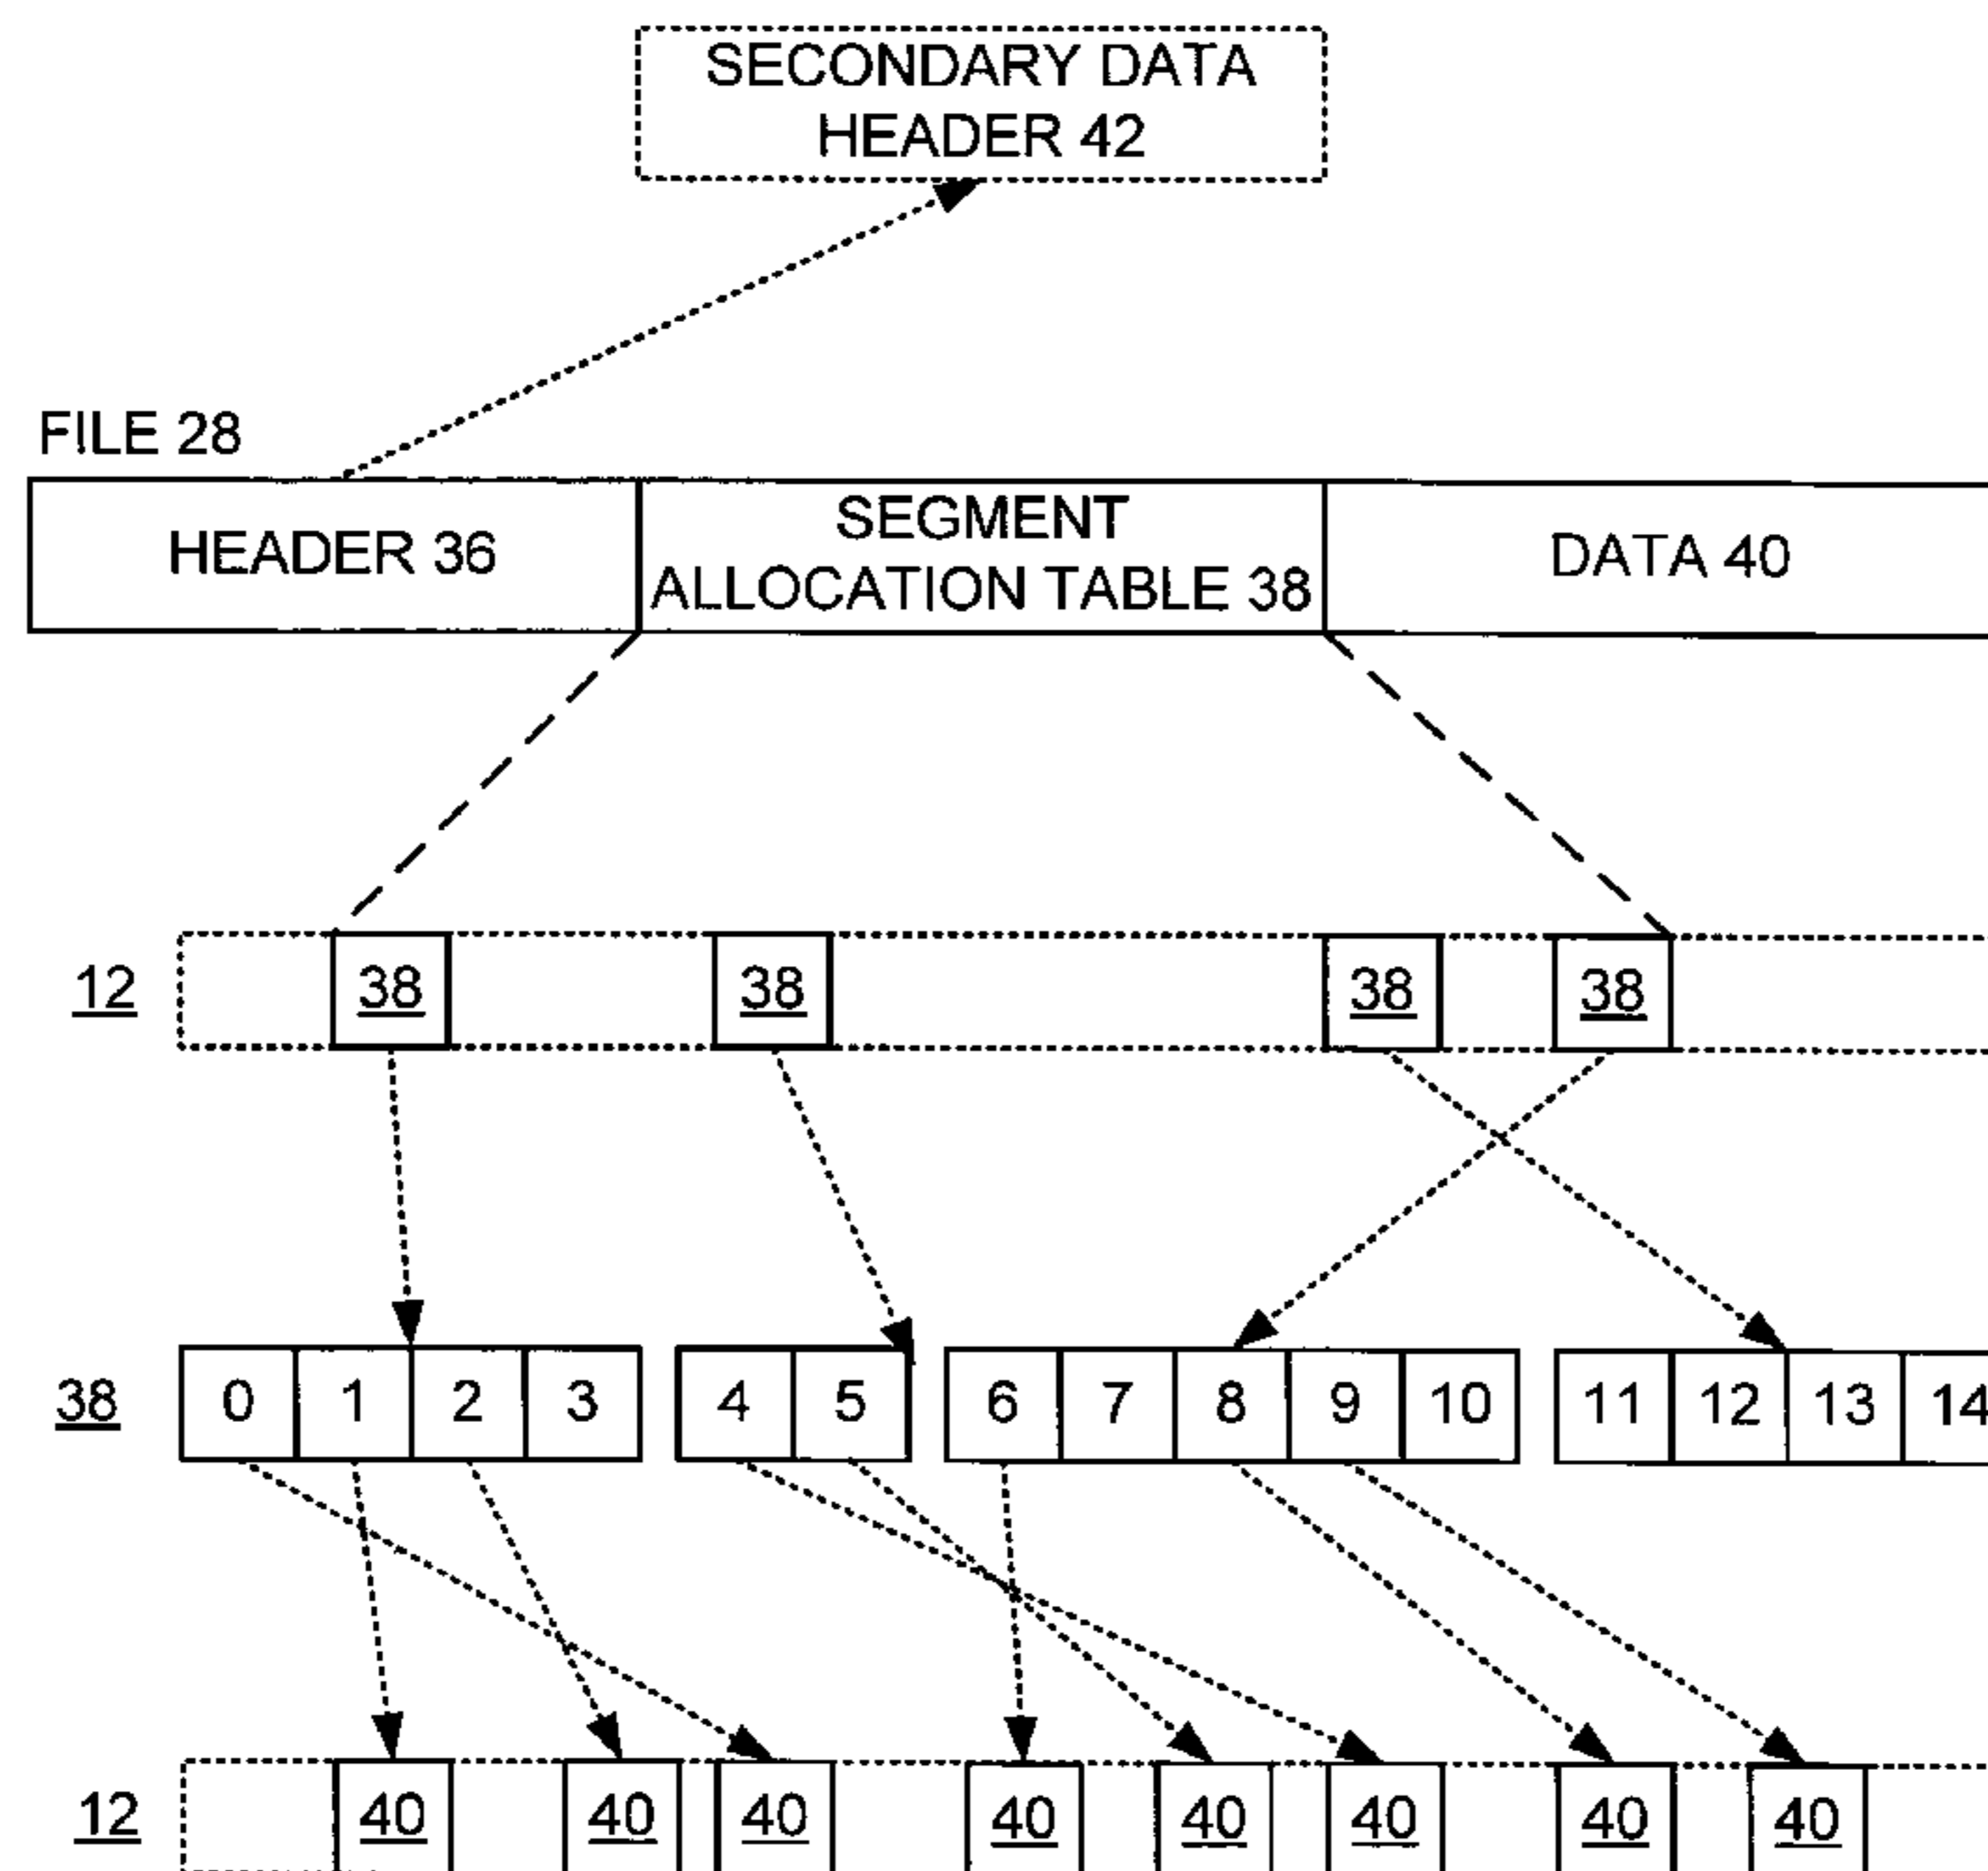 SECONDARY DATA
HEADER 42
FILE 28
HEADER 36
SEGMENT
ALLOCATION TABLE 38
DATA 40
12 38 38 38 38
38 0 1 2 3 4 5 6 7 8 9 10 11 12 13 14
12 40 40 40 40 40 40 40 40